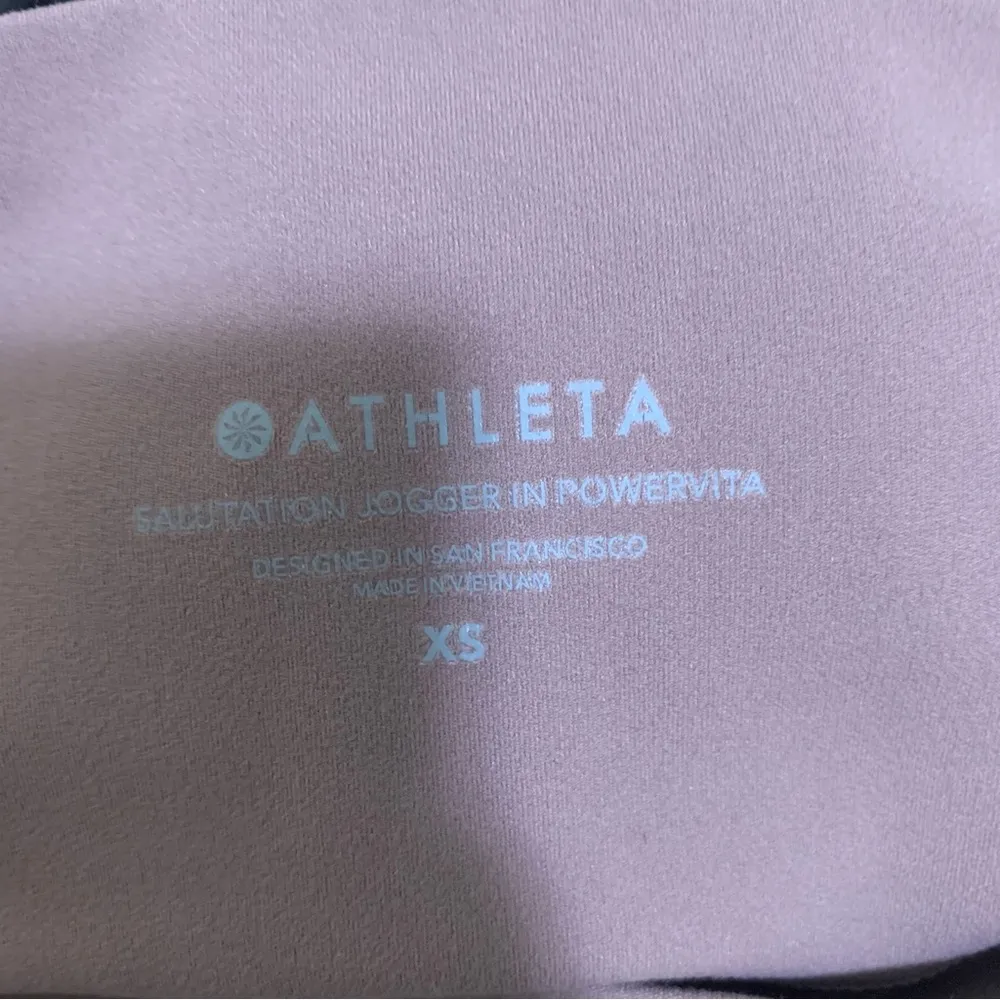 ATHLETA
SALUTATION JOGGER IN POWERVITA
DESIGNED IN SAN FRANCISCO
MADE IN VIETNAM
XS